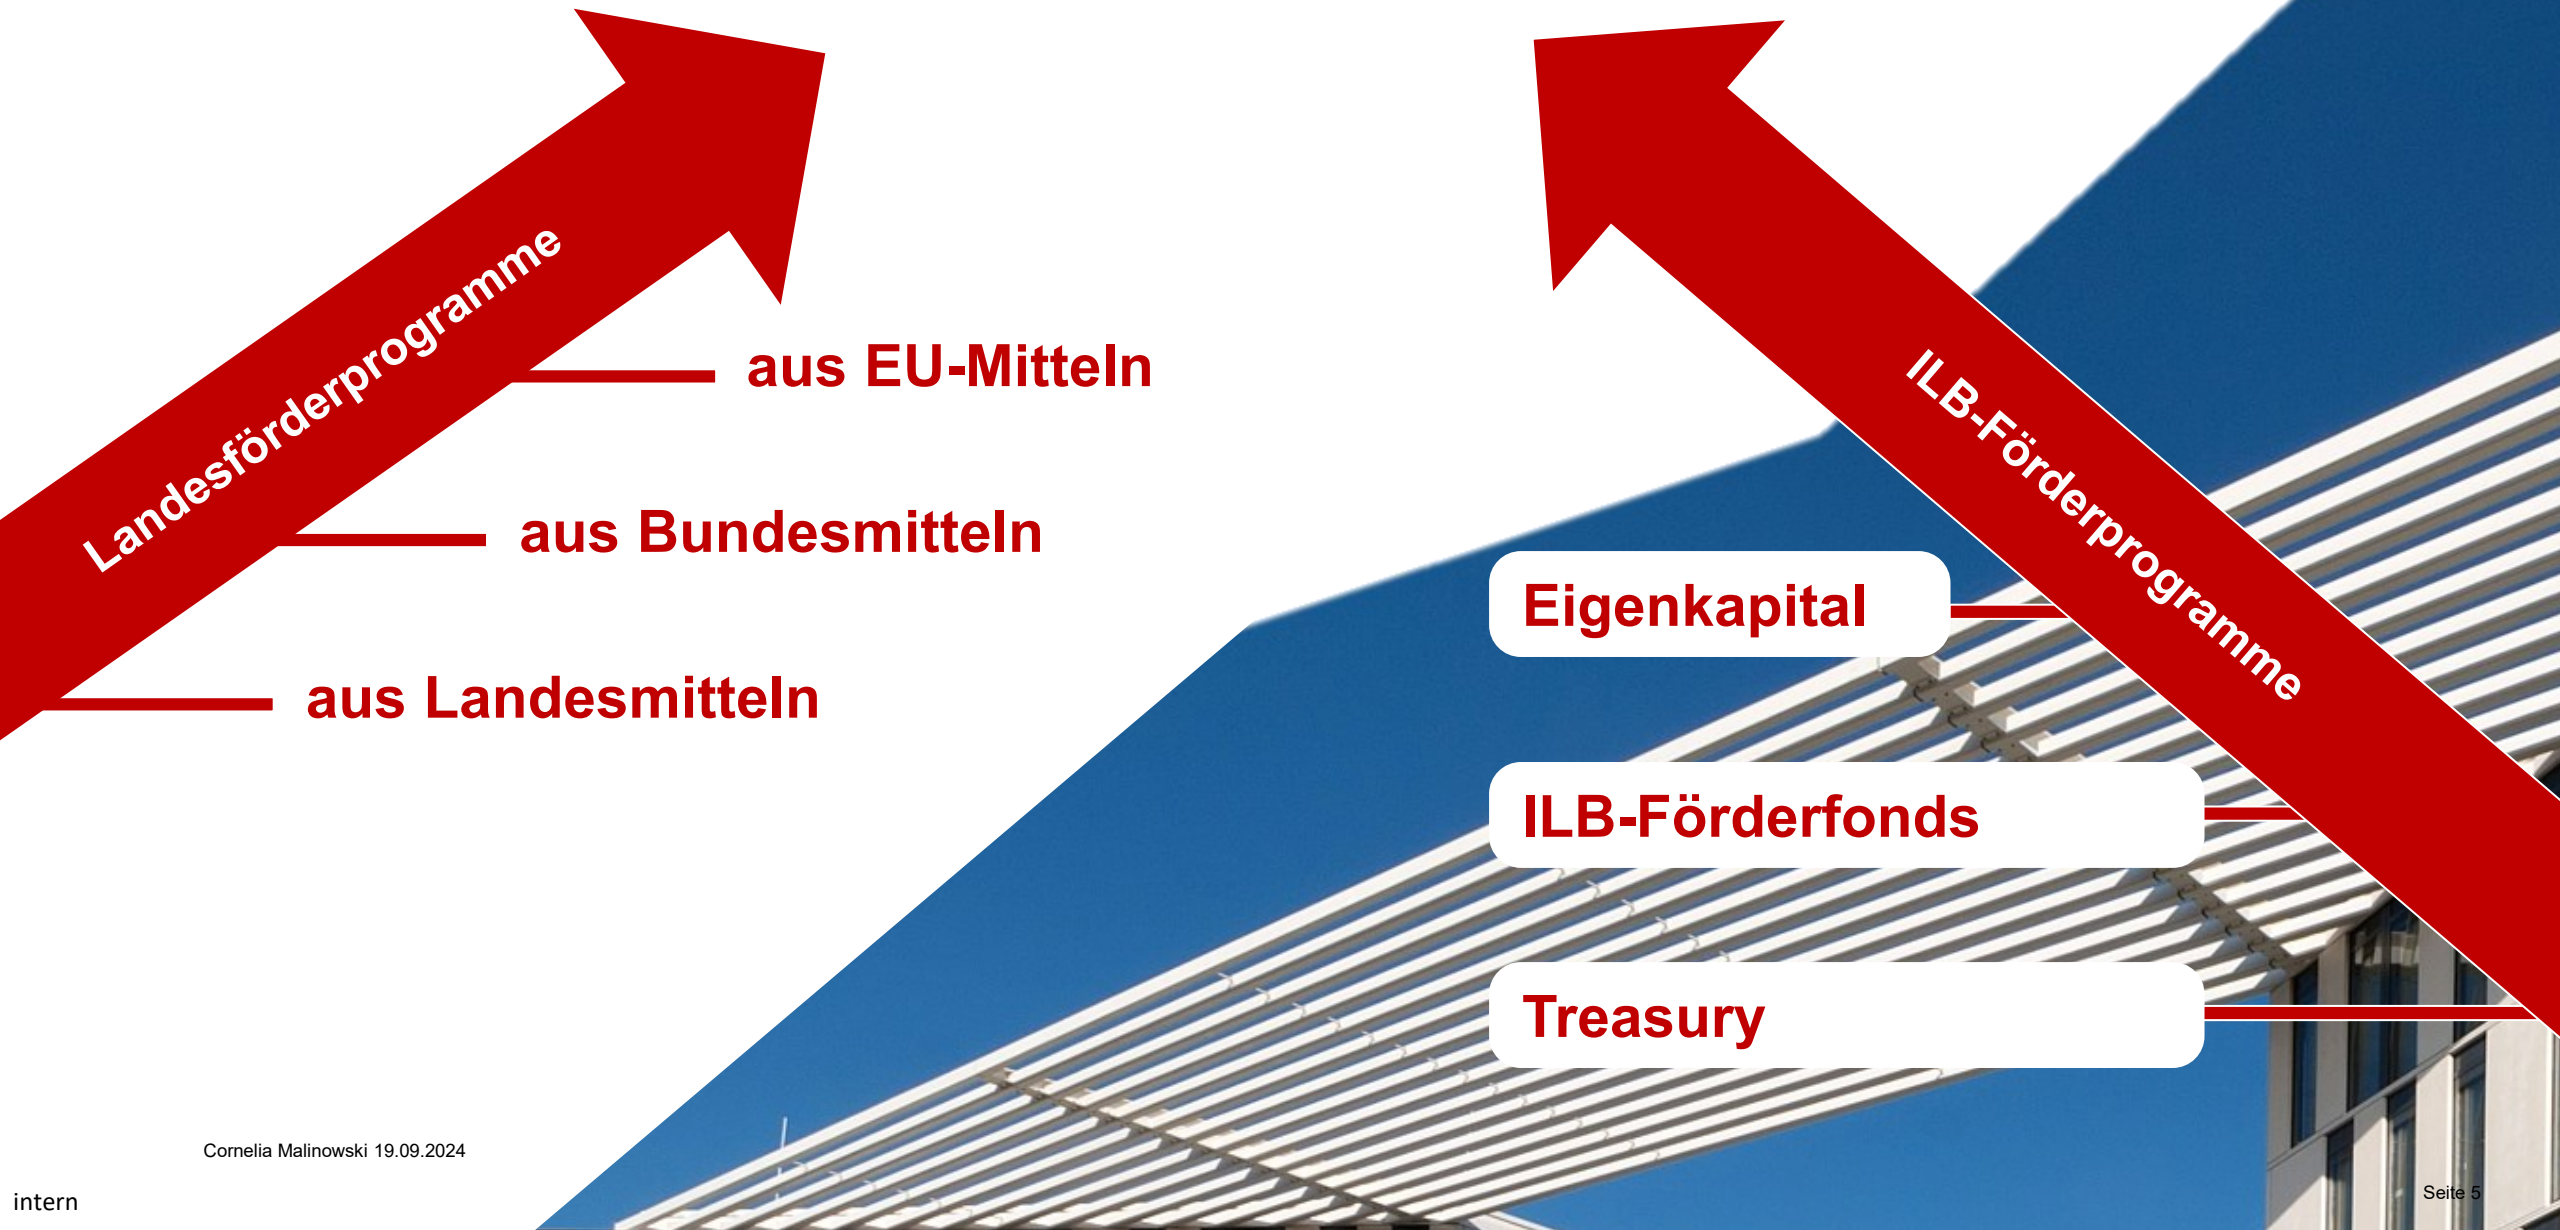 Landesförderprogramme
aus EU-Mitteln
aus Bundesmitteln
aus Landesmitteln
ILB-Förderprogramme
Eigenkapital
ILB-Förderfonds
Treasury
Cornelia Malinowski 19.09.2024
intern
Seite 5